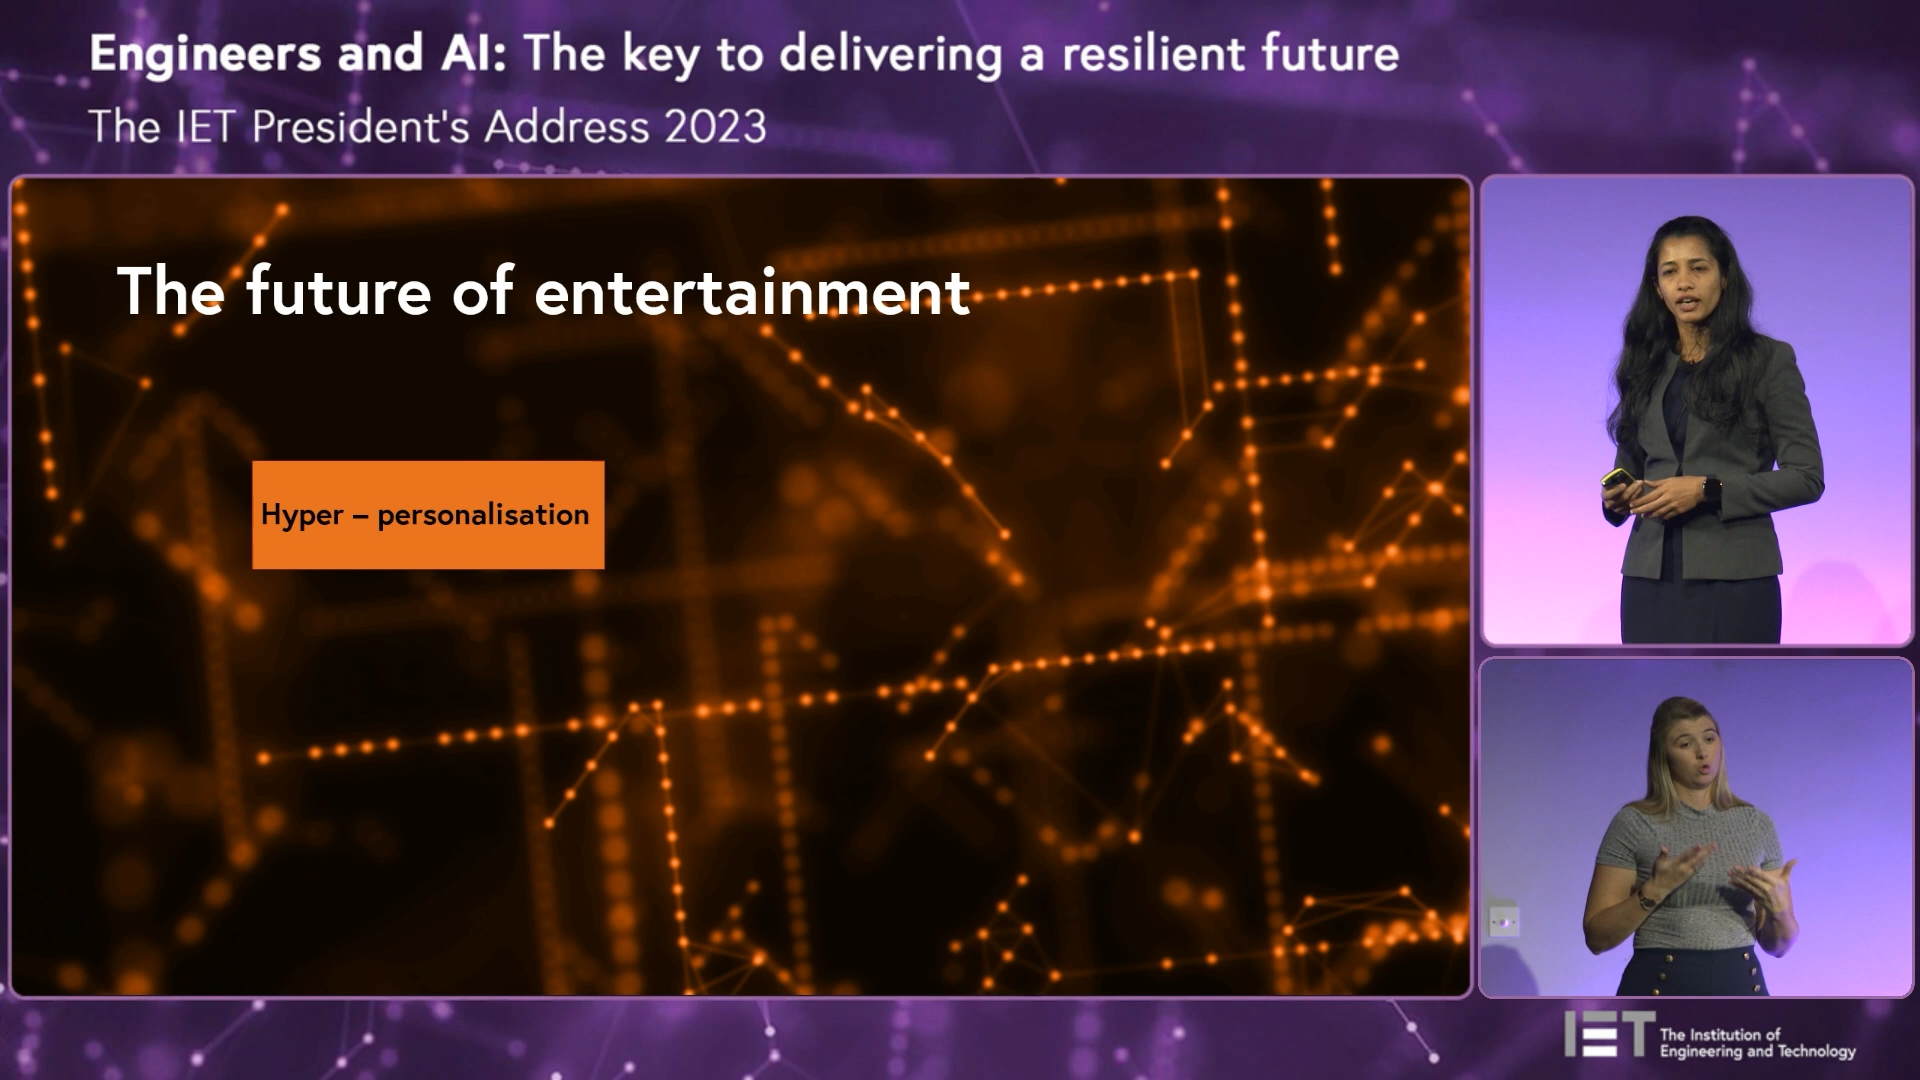 Engineers and AI: The key to delivering a resilient future
The IET President's Address 2023
The future of entertainment
Hyper – personalisation
IET
The Institution of
Engineering and Technology